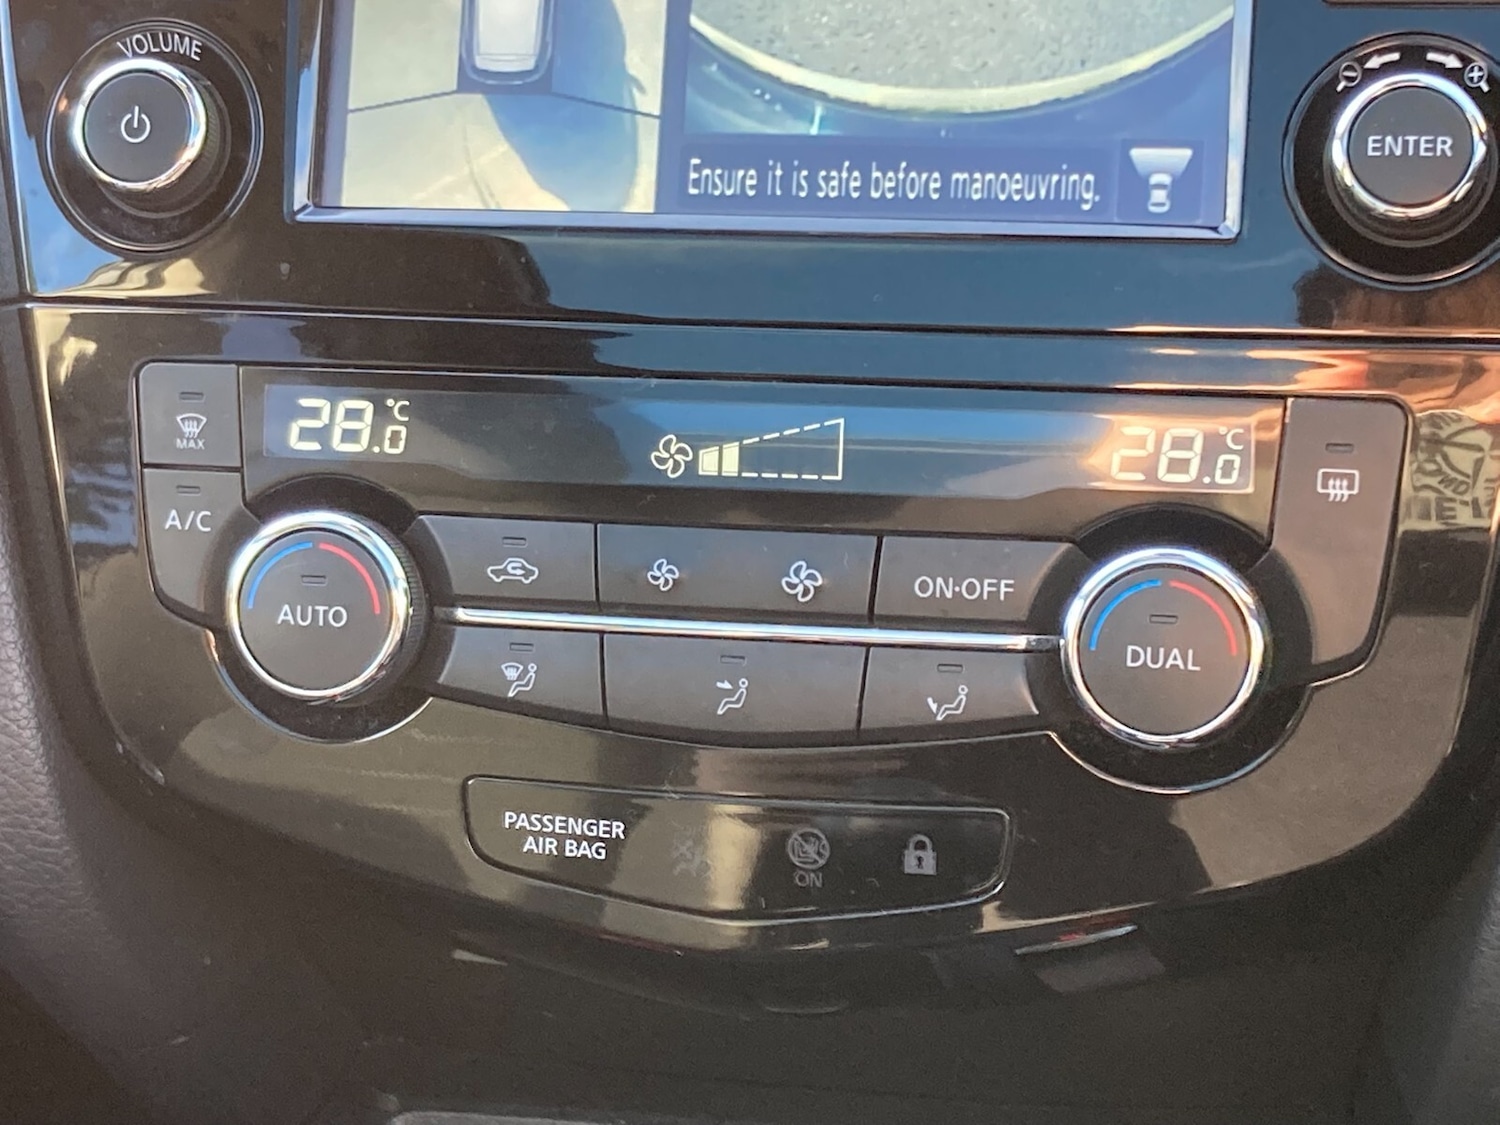 VOLUME
ENTER
Ensure it is safe before manoeuvring.
MAX
28.0 °C
28.0 °C
A/C
AUTO
ON·OFF
DUAL
PASSENGER
AIR BAG
ON